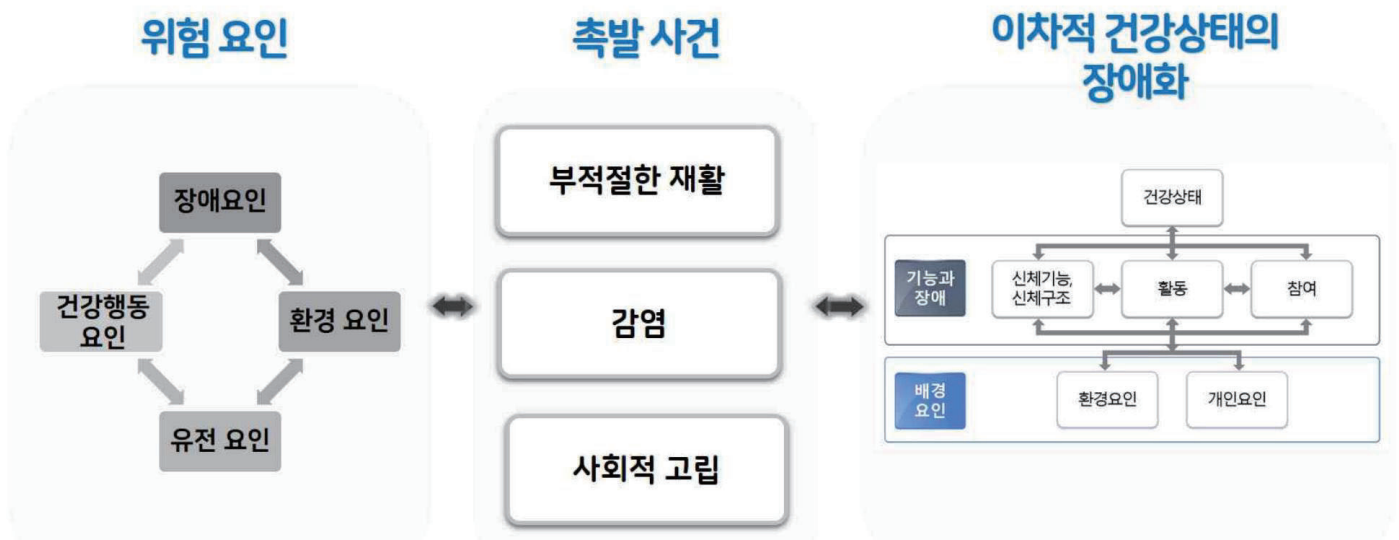 위험 요인
장애요인
건강행동
요인
환경 요인
유전 요인
촉발 사건
부적절한 재활
감염
사회적 고립
이차적 건강상태의
장애화
건강상태
기능과
장애
신체기능,
신체구조
활동
참여
배경
요인
환경요인
개인요인